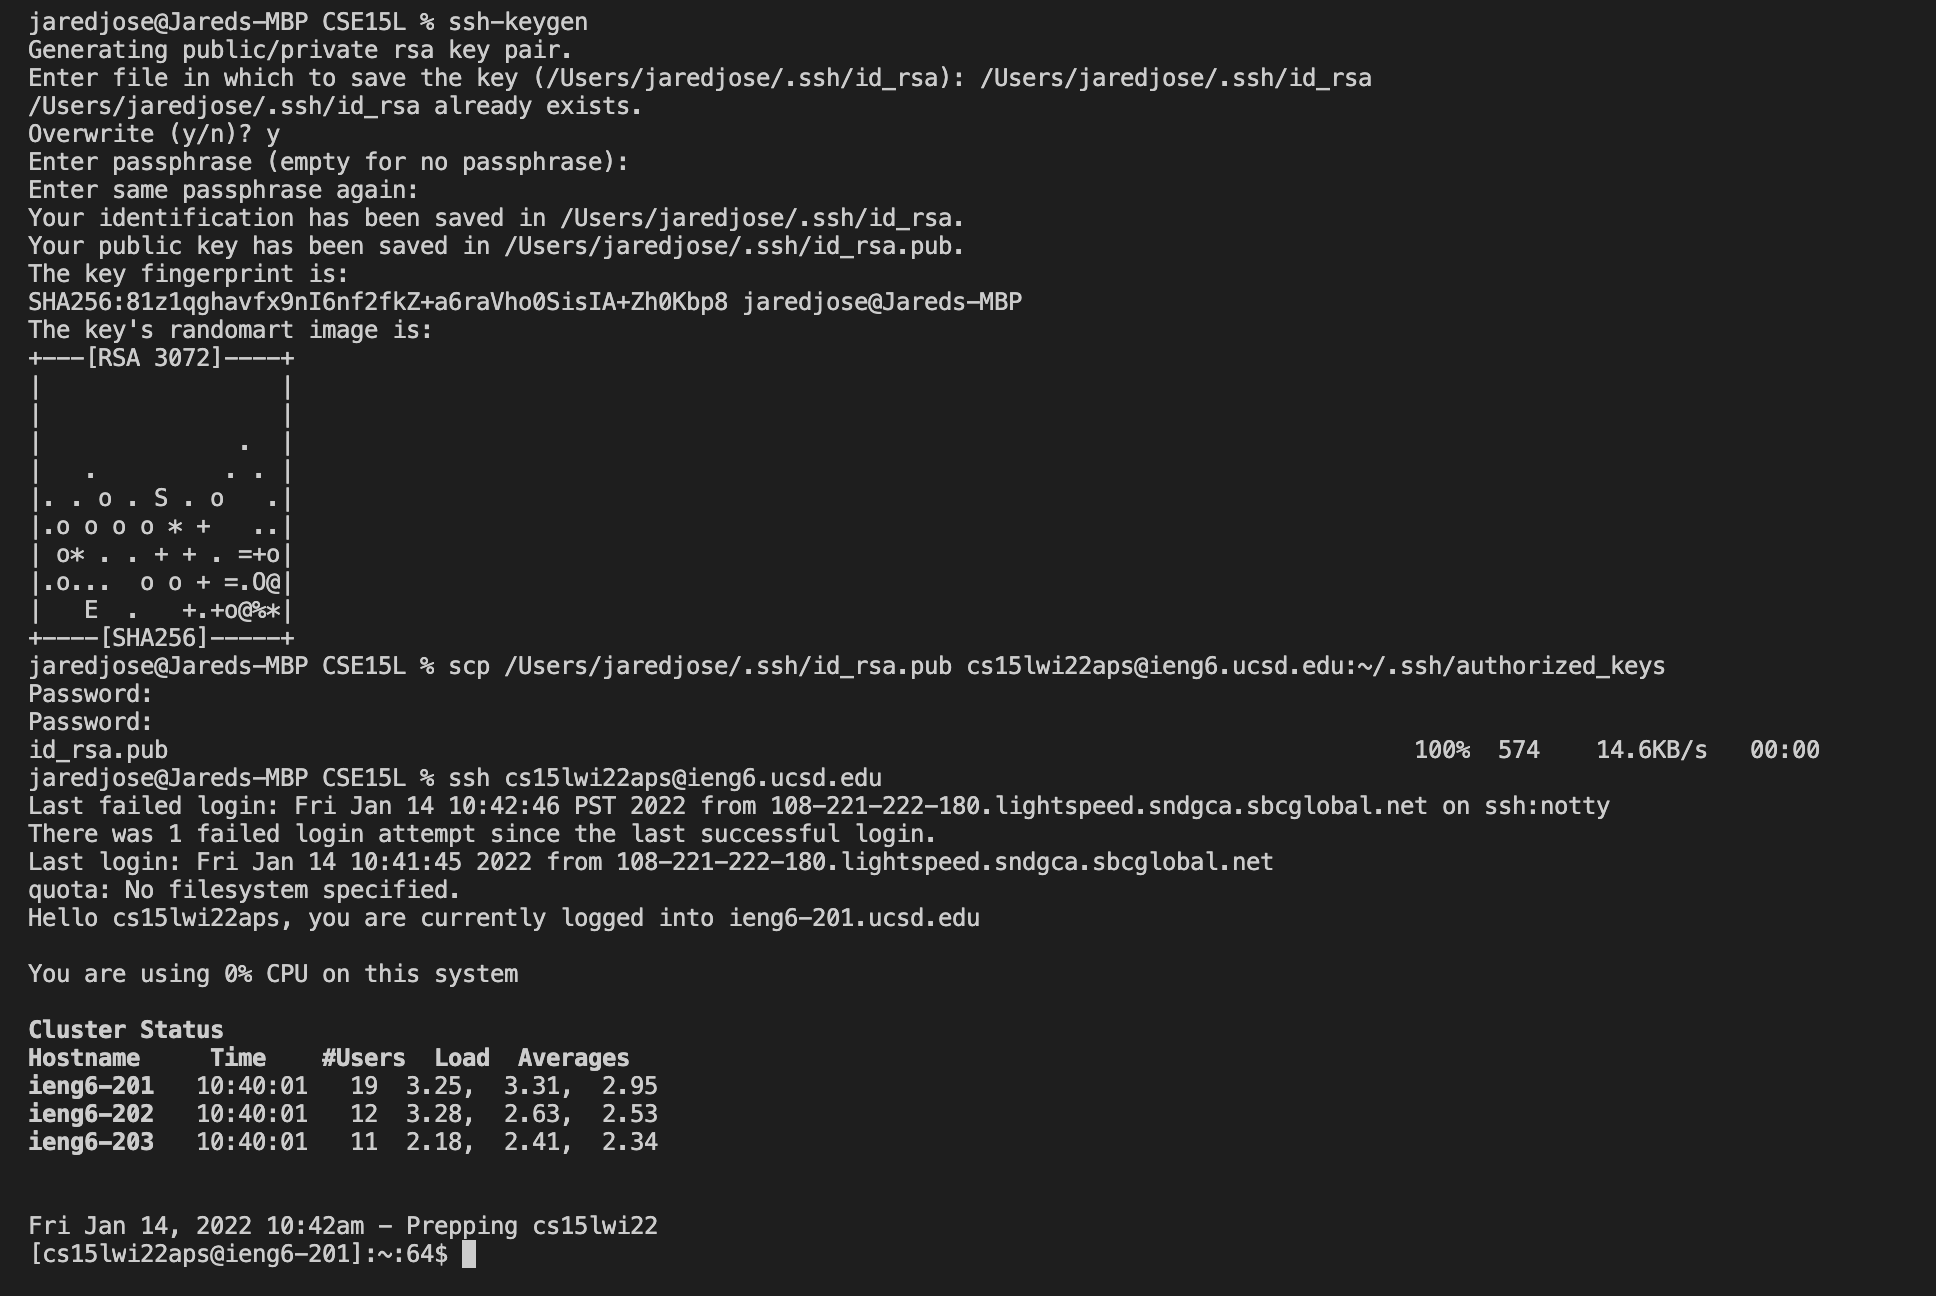 jaredjose@Jareds-MBP CSE15L % ssh-keygen
Generating public/private rsa key pair.
Enter file in which to save the key (/Users/jaredjose/.ssh/id_rsa): /Users/jaredjose/.ssh/id_rsa
/Users/jaredjose/.ssh/id_rsa already exists.
Overwrite (y/n)? y
Enter passphrase (empty for no passphrase):
Enter same passphrase again:
Your identification has been saved in /Users/jaredjose/.ssh/id_rsa.
Your public key has been saved in /Users/jaredjose/.ssh/id_rsa.pub.
The key fingerprint is:
SHA256:81z1qghavfx9nI6nf2fkZ+a6raVho0SisIA+Zh0Kbp8 jaredjose@Jareds-MBP
The key's randomart image is:
+---[RSA 3072]----+
|                 |
|                 |
|              .  |
|   .         . . |
|. . o . S . o   .|
|.o o o o * +   ..|
| o* . . + + . =+o|
|.o...  o o + =.O@|
|   E  .   +.+o@%*|
+----[SHA256]-----+
jaredjose@Jareds-MBP CSE15L % scp /Users/jaredjose/.ssh/id_rsa.pub cs15lwi22aps@ieng6.ucsd.edu:~/.ssh/authorized_keys
Password:
Password:
id_rsa.pub 100% 574 14.6KB/s 00:00
jaredjose@Jareds-MBP CSE15L % ssh cs15lwi22aps@ieng6.ucsd.edu
Last failed login: Fri Jan 14 10:42:46 PST 2022 from 108-221-222-180.lightspeed.sndgca.sbcglobal.net on ssh:notty
There was 1 failed login attempt since the last successful login.
Last login: Fri Jan 14 10:41:45 2022 from 108-221-222-180.lightspeed.sndgca.sbcglobal.net
quota: No filesystem specified.
Hello cs15lwi22aps, you are currently logged into ieng6-201.ucsd.edu
You are using 0% CPU on this system
Cluster Status
Hostname     Time    #Users  Load  Averages
ieng6-201   10:40:01   19  3.25,  3.31,  2.95
ieng6-202   10:40:01   12  3.28,  2.63,  2.53
ieng6-203   10:40:01   11  2.18,  2.41,  2.34
Fri Jan 14, 2022 10:42am - Prepping cs15lwi22
[cs15lwi22aps@ieng6-201]:~:64$